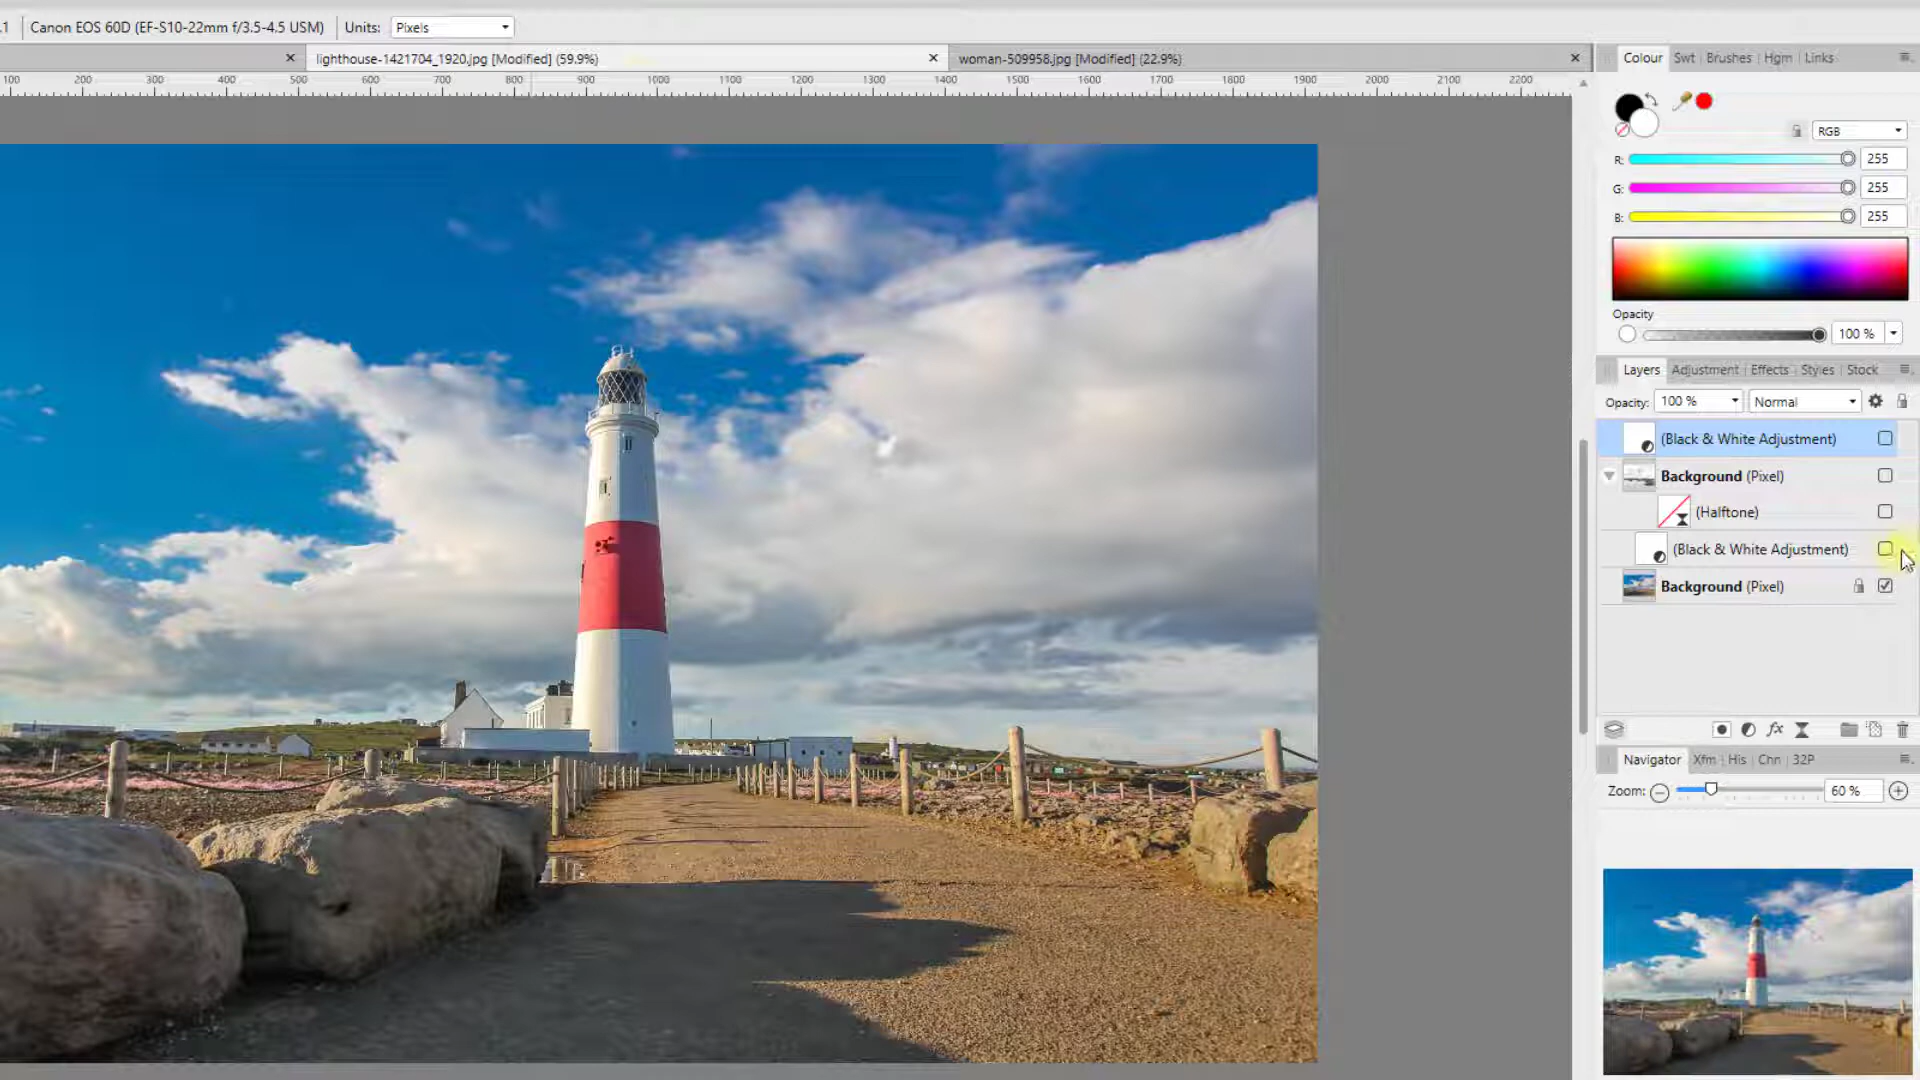 .1 Canon EOS 60D (EF-S10-22mm f/3.5-4.5 USM) Units: Pixels
lighthouse-1421704_1920.jpg [Modified] (59.9%) woman-509958.jpg [Modified] (22.9%)
100 200 300 400 500 600 700 800 900 1000 1100 1200 1300 1400 1500 1600 1700 1800 1900 2000 2100 2200
Colour Swt Brushes Hgm Links
RGB
R: 255
G: 255
B: 255
Opacity
100 %
Layers Adjustment Effects Styles Stock
Opacity: 100 % Normal
(Black & White Adjustment)
Background (Pixel)
(Halftone)
(Black & White Adjustment)
Background (Pixel)
fx
Navigator Xfm His Chn 32P
Zoom: 60 %